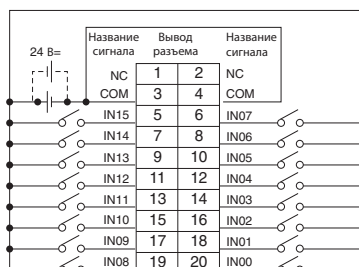 Название Вывод Название
сигнала разъема сигнала
24 В=
NC 1 2 NC
COM 3 4 COM
IN15 5 6 IN07
IN14 7 8 IN06
IN13 9 10 IN05
IN12 11 12 IN04
IN11 13 14 IN03
IN10 15 16 IN02
IN09 17 18 IN01
IN08 19 20 IN00